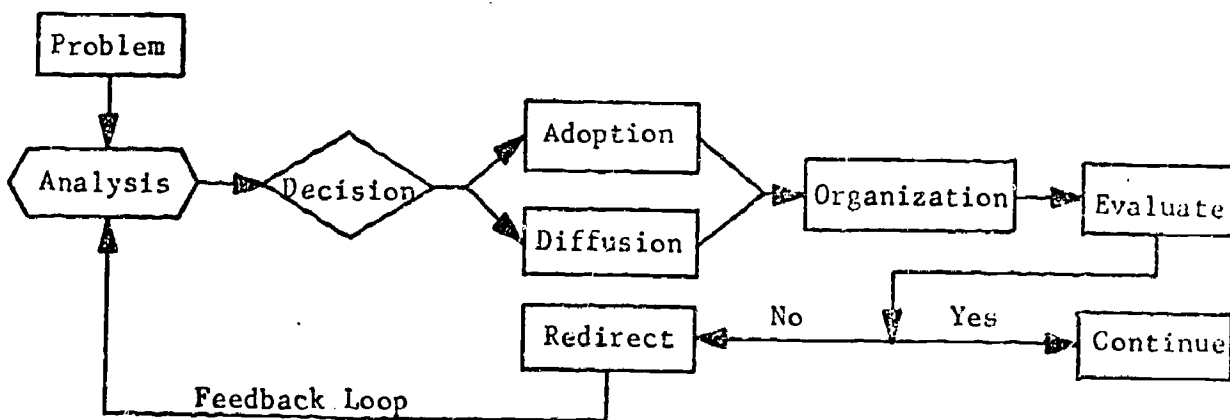 Problem
Analysis
Decision
Adoption
Diffusion
Organization
Evaluate
Redirect
No
Yes
Continue
Feedback Loop